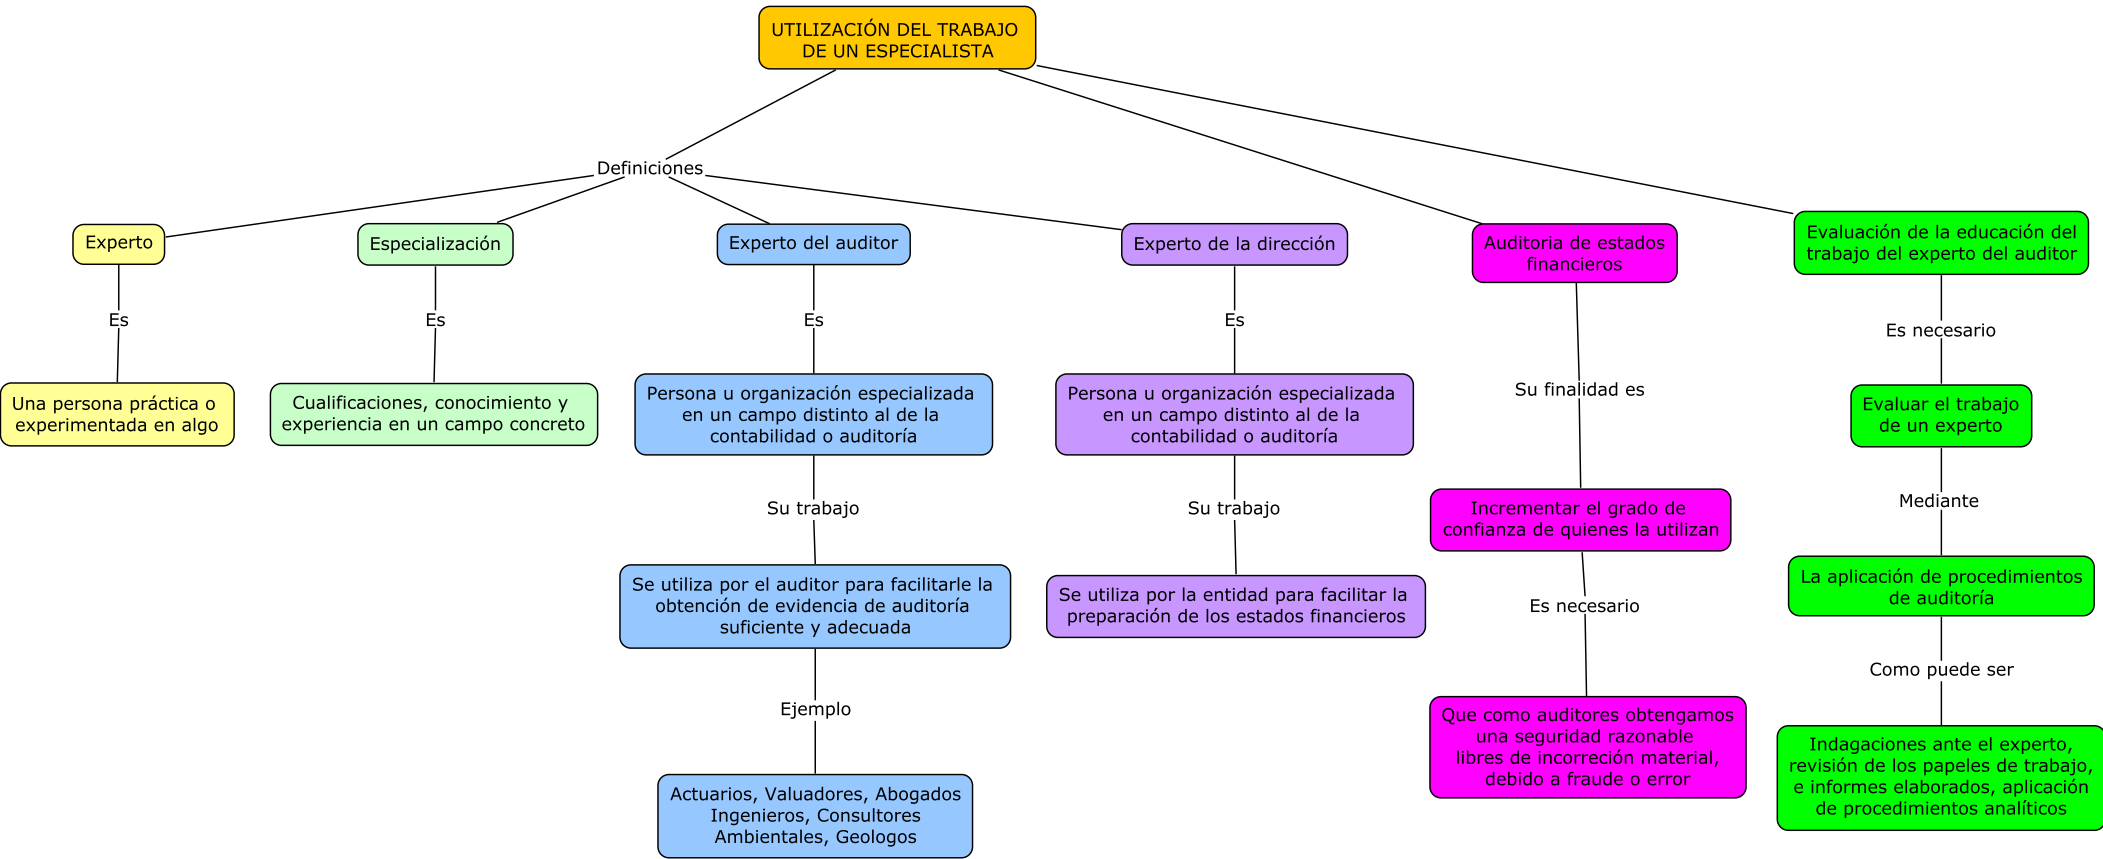 UTILIZACIÓN DEL TRABAJO
DE UN ESPECIALISTA
Definiciones
Experto
Es
Una persona práctica o
experimentada en algo
Especialización
Es
Cualificaciones, conocimiento y
experiencia en un campo concreto
Experto del auditor
Es
Persona u organización especializada
en un campo distinto al de la
contabilidad o auditoría
Su trabajo
Se utiliza por el auditor para facilitarle la
obtención de evidencia de auditoría
suficiente y adecuada
Ejemplo
Actuarios, Valuadores, Abogados
Ingenieros, Consultores
Ambientales, Geologos
Experto de la dirección
Es
Persona u organización especializada
en un campo distinto al de la
contabilidad o auditoría
Su trabajo
Se utiliza por la entidad para facilitar la
preparación de los estados financieros
Auditoria de estados
financieros
Su finalidad es
Incrementar el grado de
confianza de quienes la utilizan
Es necesario
Que como auditores obtengamos
una seguridad razonable
libres de incorreción material,
debido a fraude o error
Evaluación de la educación del
trabajo del experto del auditor
Es necesario
Evaluar el trabajo
de un experto
Mediante
La aplicación de procedimientos
de auditoría
Como puede ser
Indagaciones ante el experto,
revisión de los papeles de trabajo,
e informes elaborados, aplicación
de procedimientos analíticos